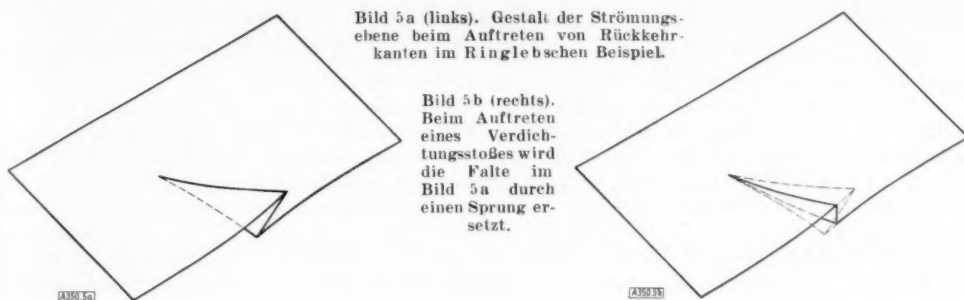 Bild 5a (links). Gestalt der Strömungs-
ebene beim Auftreten von Rückkehr-
kanten im Ringlebschen Beispiel.
Bild 5b (rechts).
Beim Auftreten
eines Verdich-
tungsstoßes wird
die Falte im
Bild 5a durch
einen Sprung er-
setzt.
A350.5a
A350.5b